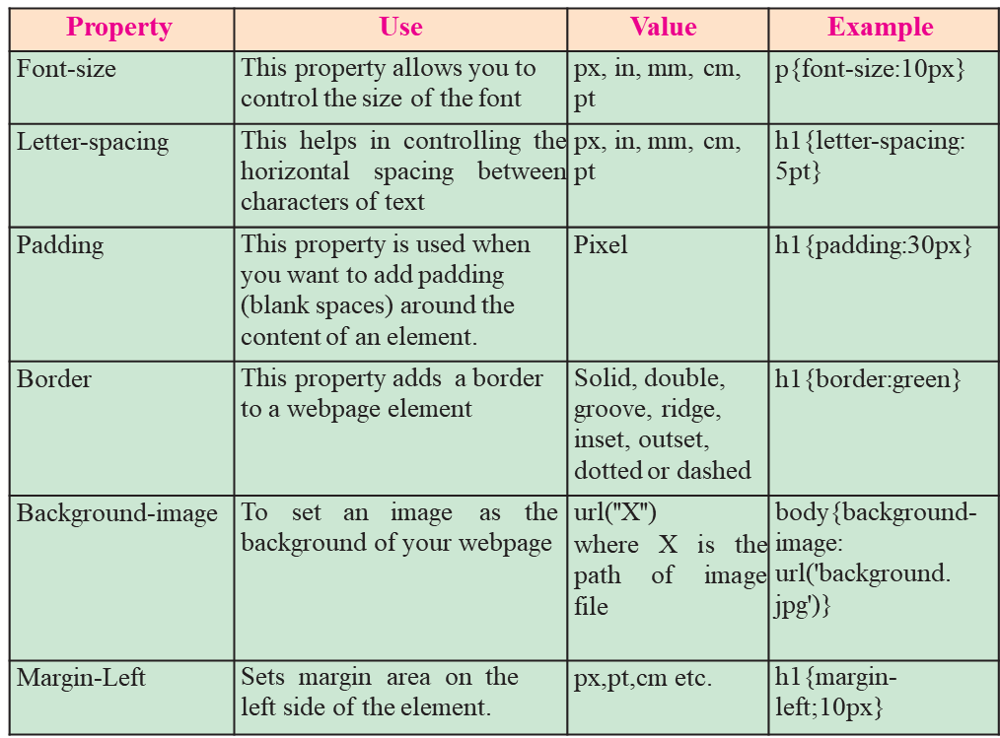 Property Use Value Example
Font-size This property allows you to px, in, mm, cm, p{font-size:10px}
control the size of the font pt
Letter-spacing This helps in controlling the px, in, mm, cm, h1{letter-spacing:
horizontal spacing between pt 5pt}
characters of text
Padding This property is used when Pixel h1{padding:30px}
you want to add padding
(blank spaces) around the
content of an element.
Border This property adds a border Solid, double, h1{border:green}
to a webpage element groove, ridge,
inset, outset,
dotted or dashed
Background-image To set an image as the url("X") body{background-
background of your webpage where X is the image:
path of image url('background.
file jpg')}
Margin-Left Sets margin area on the px,pt,cm etc. h1{margin-
left side of the element. left;10px}